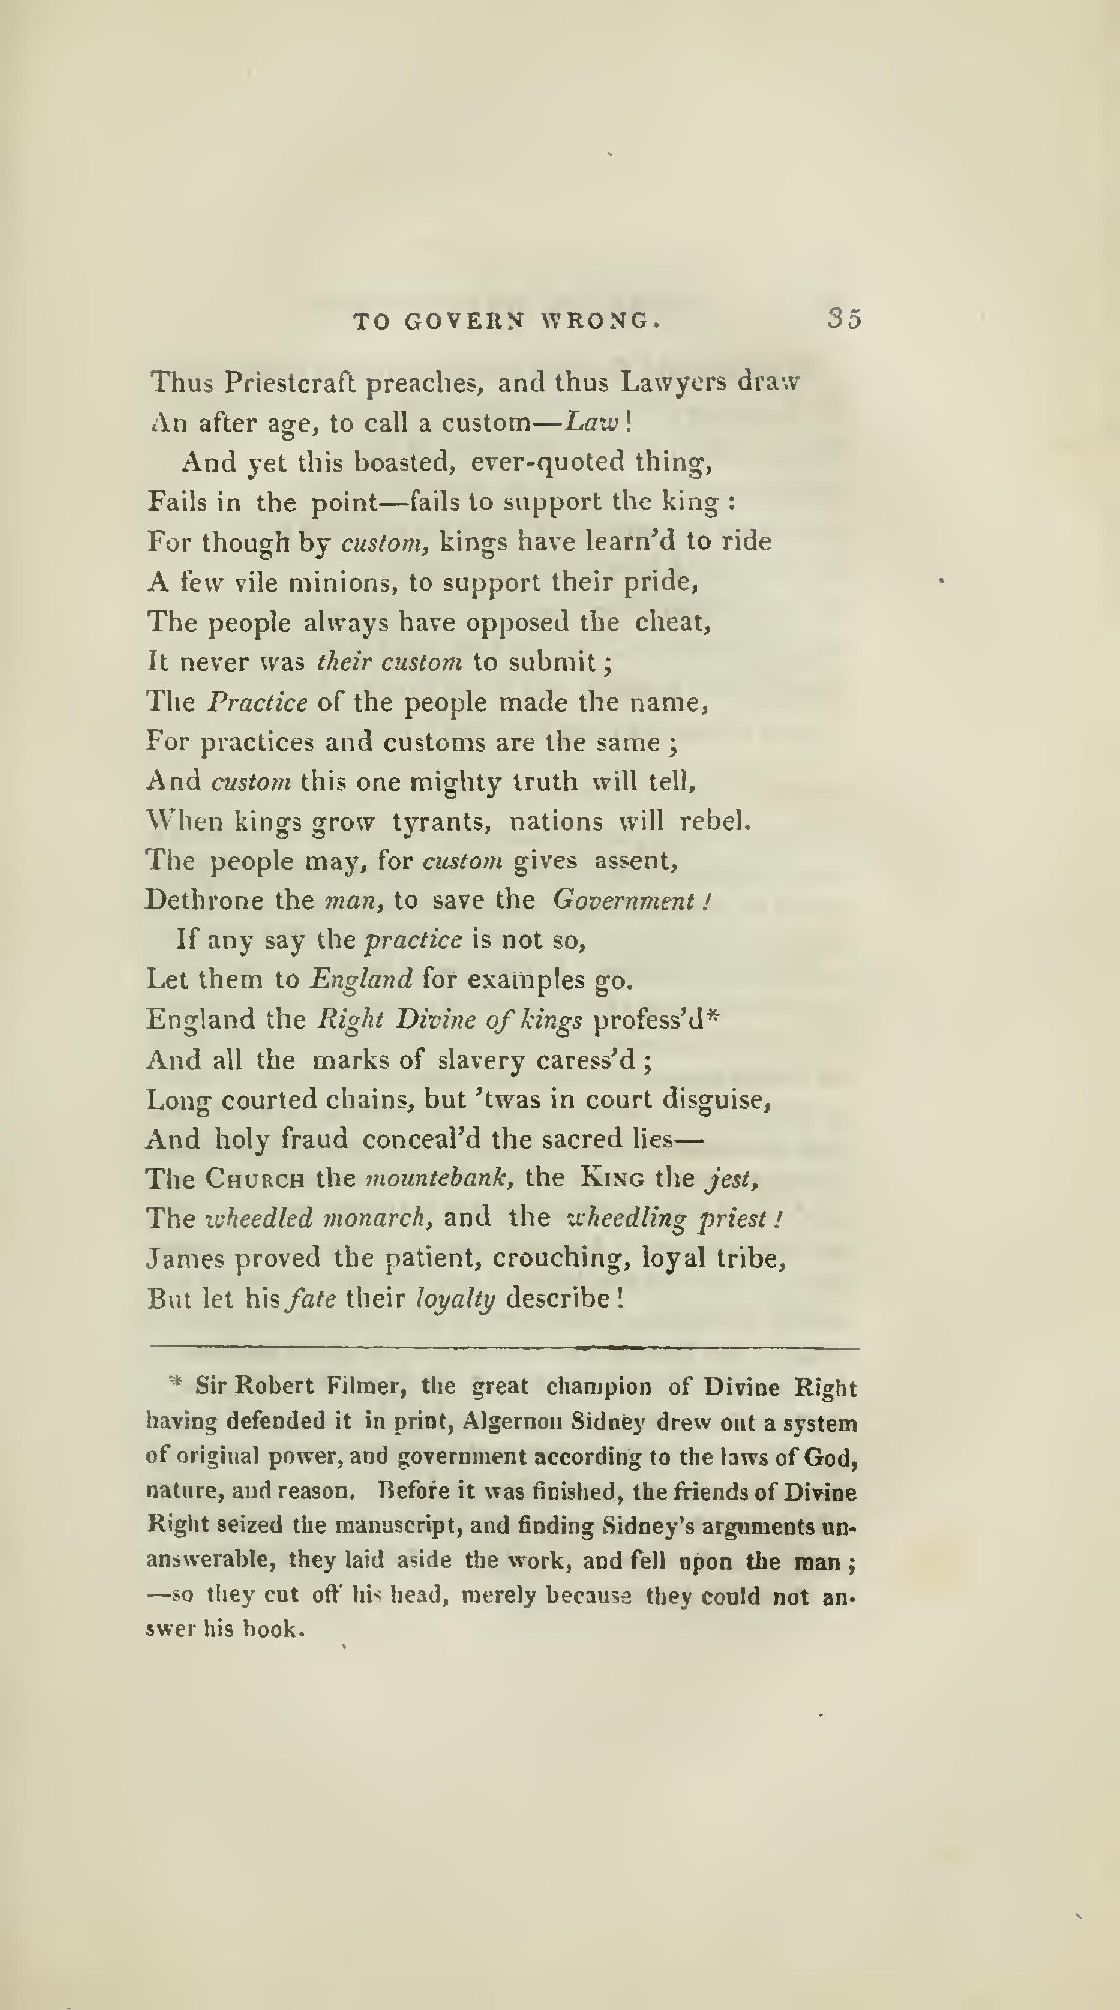 TO GOVERN WRONG. 35
Thus Priestcraft preaches, and thus Lawyers draw
An after age, to call a custom—Law!
And yet this boasted, ever-quoted thing,
Fails in the point—fails to support the king :
For though by custom, kings have learn'd to ride
A few vile minions, to support their pride,
The people always have opposed the cheat,
It never was their custom to submit ;
The Practice of the people made the name,
For practices and customs are the same ;
And custom this one mighty truth will tell,
When kings grow tyrants, nations will rebel.
The people may, for custom gives assent,
Dethrone the man, to save the Government !
If any say the practice is not so,
Let them to England for examples go.
England the Right Divine of kings profess'd*
And all the marks of slavery caress'd ;
Long courted chains, but 'twas in court disguise,
And holy fraud conceal'd the sacred lies—
The CHURCH the mountebank, the KING the jest,
The wheedled monarch, and the wheedling priest !
James proved the patient, crouching, loyal tribe,
But let his fate their loyalty describe !
* Sir Robert Filmer, the great champion of Divine Right
having defended it in print, Algernon Sidney drew out a system
of original power, and government according to the laws of God,
nature, and reason. Before it was finished, the friends of Divine
Right seized the manuscript, and finding Sidney's arguments un-
answerable, they laid aside the work, and fell upon the man ;
—so they cut off his head, merely because they could not an-
swer his book.